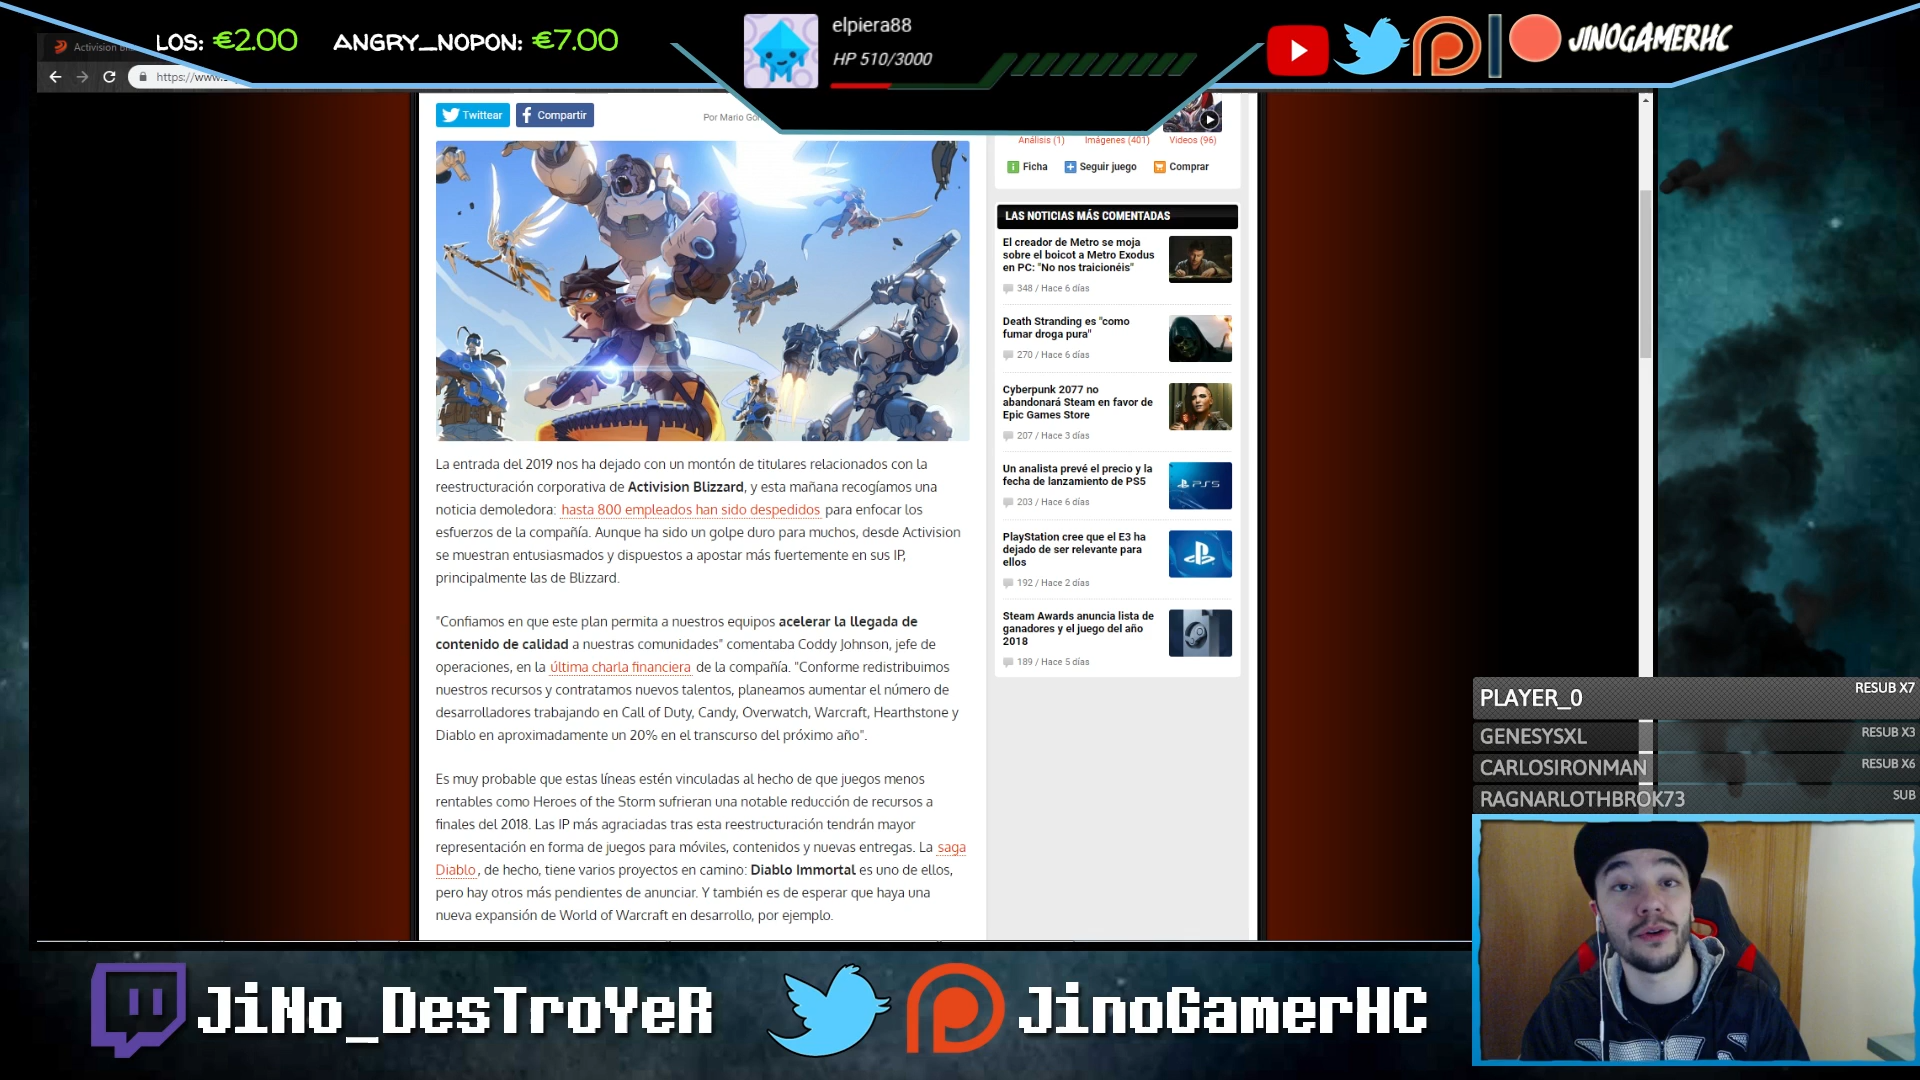 LOS: €2.00 ANGRY_NOPON: €7.00
elpiera88
HP 510/3000
JINOGAMERHC
Activision
https://www.
Twittear
Compartir
Por Mario
Análisis (1) Imágenes (401) Videos (96)
Ficha Seguir juego Comprar
LAS NOTICIAS MÁS COMENTADAS
El creador de Metro se moja
sobre el boicot a Metro Exodus
en PC: "No nos traicionéis"
348 / Hace 6 días
Death Stranding es "como
fumar droga pura"
270 / Hace 6 días
Cyberpunk 2077 no
abandonará Steam en favor de
Epic Games Store
207 / Hace 3 días
Un analista prevé el precio y la
fecha de lanzamiento de PS5
203 / Hace 6 días
PS5
PlayStation cree que el E3 ha
dejado de ser relevante para
ellos
192 / Hace 2 días
Steam Awards anuncia lista de
ganadores y el juego del año
2018
189 / Hace 5 días
La entrada del 2019 nos ha dejado con un montón de titulares relacionados con la
reestructuración corporativa de Activision Blizzard, y esta mañana recogíamos una
noticia demoledora: hasta 800 empleados han sido despedidos para enfocar los
esfuerzos de la compañía. Aunque ha sido un golpe duro para muchos, desde Activision
se muestran entusiasmados y dispuestos a apostar más fuertemente en sus IP,
principalmente las de Blizzard.
"Confiamos en que este plan permita a nuestros equipos acelerar la llegada de
contenido de calidad a nuestras comunidades" comentaba Coddy Johnson, jefe de
operaciones, en la última charla financiera de la compañía. "Conforme redistribuimos
nuestros recursos y contratamos nuevos talentos, planeamos aumentar el número de
desarrolladores trabajando en Call of Duty, Candy, Overwatch, Warcraft, Hearthstone y
Diablo en aproximadamente un 20% en el transcurso del próximo año".
Es muy probable que estas líneas estén vinculadas al hecho de que juegos menos
rentables como Heroes of the Storm sufrieran una notable reducción de recursos a
finales del 2018. Las IP más agraciadas tras esta reestructuración tendrán mayor
representación en forma de juegos para móviles, contenidos y nuevas entregas. La saga
Diablo, de hecho, tiene varios proyectos en camino: Diablo Immortal es uno de ellos,
pero hay otros más pendientes de anunciar. Y también es de esperar que haya una
nueva expansión de World of Warcraft en desarrollo, por ejemplo.
PLAYER_0 RESUB X7
GENESYSXL RESUB X3
CARLOSIRONMAN RESUB X6
RAGNARLOTHBROK73 SUB
JiNo_DesTroYeR
JinoGamerHC